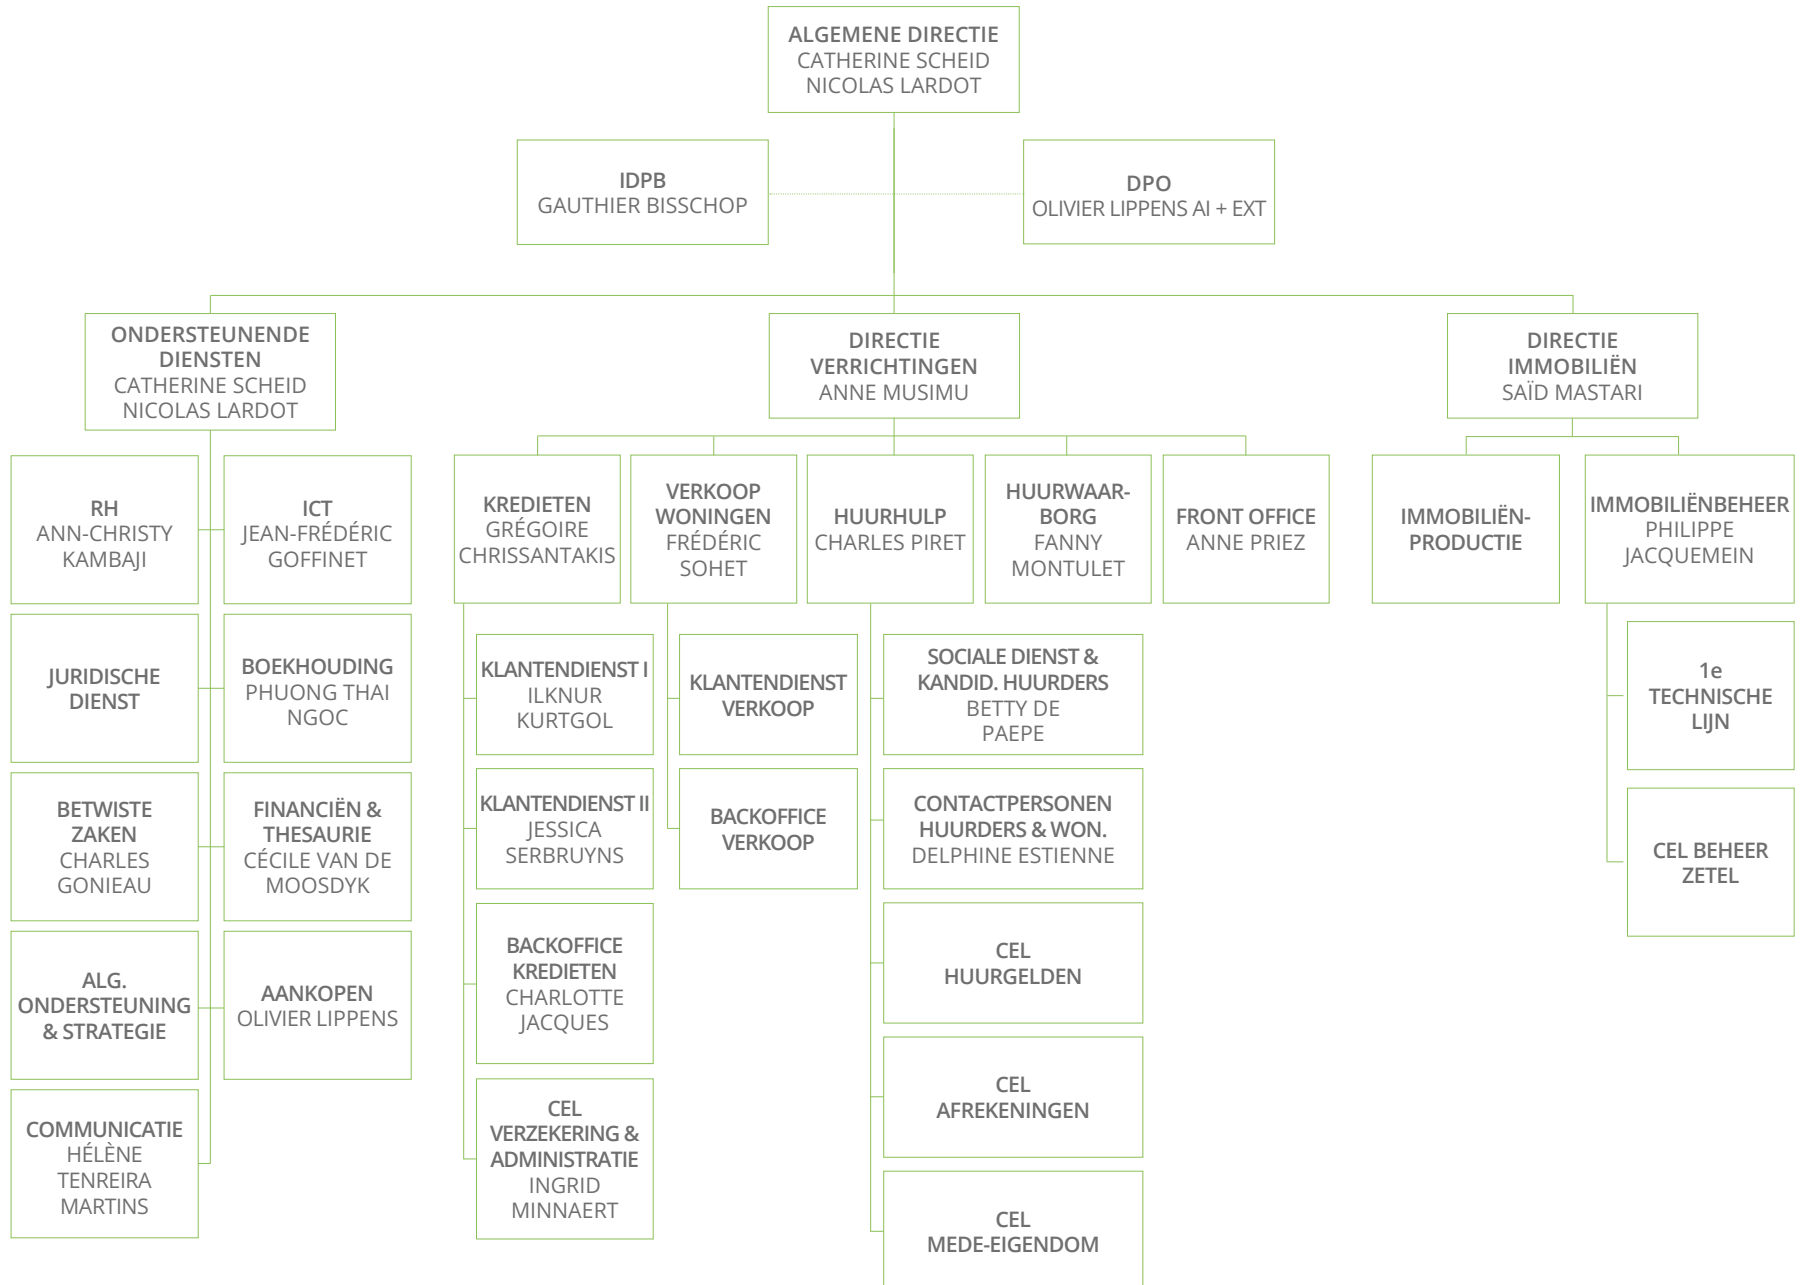 ALGEMENE DIRECTIE
CATHERINE SCHEID
NICOLAS LARDOT
IDPB
GAUTHIER BISSCHOP
DPO
OLIVIER LIPPENS AI + EXT
ONDERSTEUNENDE
DIENSTEN
CATHERINE SCHEID
NICOLAS LARDOT
DIRECTIE
VERRICHTINGEN
ANNE MUSIMU
DIRECTIE
IMMOBILIËN
SAÏD MASTARI
RH
ANN-CHRISTY
KAMBAJI
ICT
JEAN-FRÉDÉRIC
GOFFINET
JURIDISCHE
DIENST
BOEKHOUDING
PHUONG THAI
NGOC
BETWISTE
ZAKEN
CHARLES
GONIEAU
FINANCIËN &
THESAURIE
CÉCILE VAN DE
MOOSDYK
ALG.
ONDERSTEUNING
& STRATEGIE
AANKOPEN
OLIVIER LIPPENS
COMMUNICATIE
HÉLÈNE
TENREIRA
MARTINS
KREDIETEN
GRÉGOIRE
CHRISSANTAKIS
KLANTENDIENST I
ILKNUR
KURTGOL
KLANTENDIENST II
JESSICA
SERBRUYNS
BACKOFFICE
KREDIETEN
CHARLOTTE
JACQUES
CEL
VERZEKERING &
ADMINISTRATIE
INGRID
MINNAERT
VERKOOP
WONINGEN
FRÉDÉRIC
SOHET
KLANTENDIENST
VERKOOP
BACKOFFICE
VERKOOP
HUURHULP
CHARLES PIRET
SOCIALE DIENST &
KANDID. HUURDERS
BETTY DE
PAEPE
CONTACTPERSONEN
HUURDERS & WON.
DELPHINE ESTIENNE
CEL
HUURGELDEN
CEL
AFREKENINGEN
CEL
MEDE-EIGENDOM
HUURWAAR-
BORG
FANNY
MONTULET
FRONT OFFICE
ANNE PRIEZ
IMMOBILIËN-
PRODUCTIE
IMMOBILIËNBEHEER
PHILIPPE
JACQUEMEIN
1e
TECHNISCHE
LIJN
CEL BEHEER
ZETEL